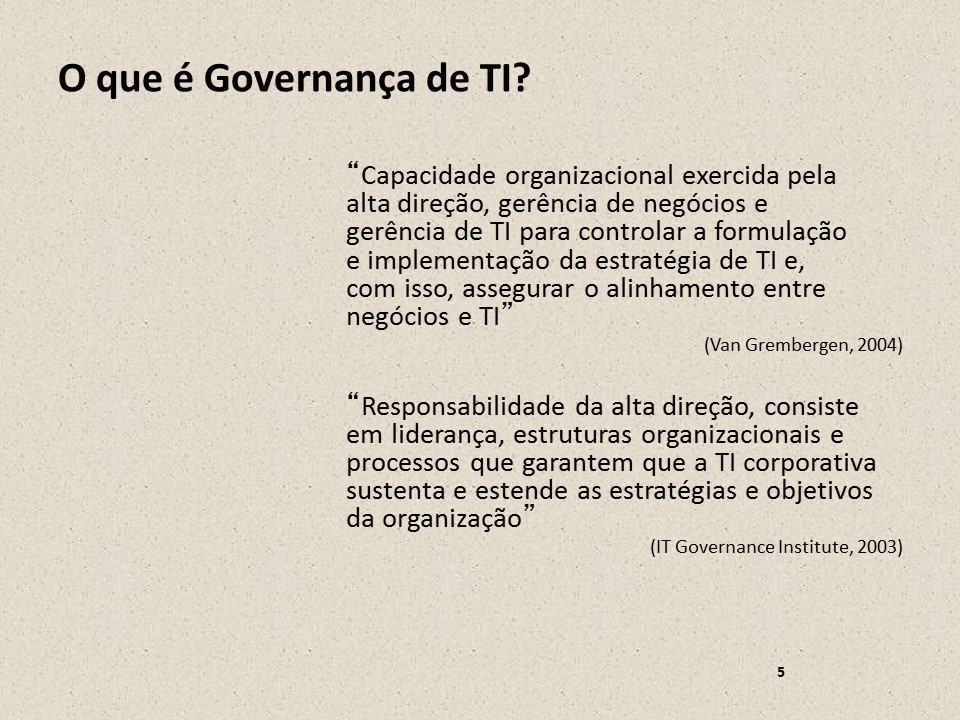 O que é Governança de TI?
“Capacidade organizacional exercida pela
alta direção, gerência de negócios e
gerência de TI para controlar a formulação
e implementação da estratégia de TI e,
com isso, assegurar o alinhamento entre
negócios e TI”
(Van Grembergen, 2004)
“Responsabilidade da alta direção, consiste
em liderança, estruturas organizacionais e
processos que garantem que a TI corporativa
sustenta e estende as estratégias e objetivos
da organização”
(IT Governance Institute, 2003)
5